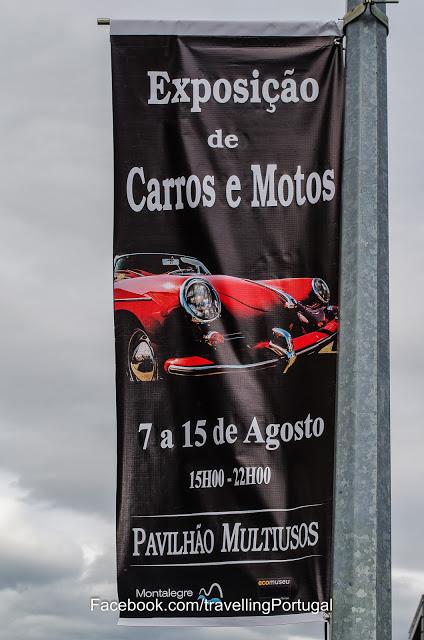 Exposição
de
Carros e Motos
7 a 15 de Agosto
15H00 - 22H00
PAVILHÃO MULTIUSOS
Montalegre
ecomuseu
Facebook.com/travellingPortugal